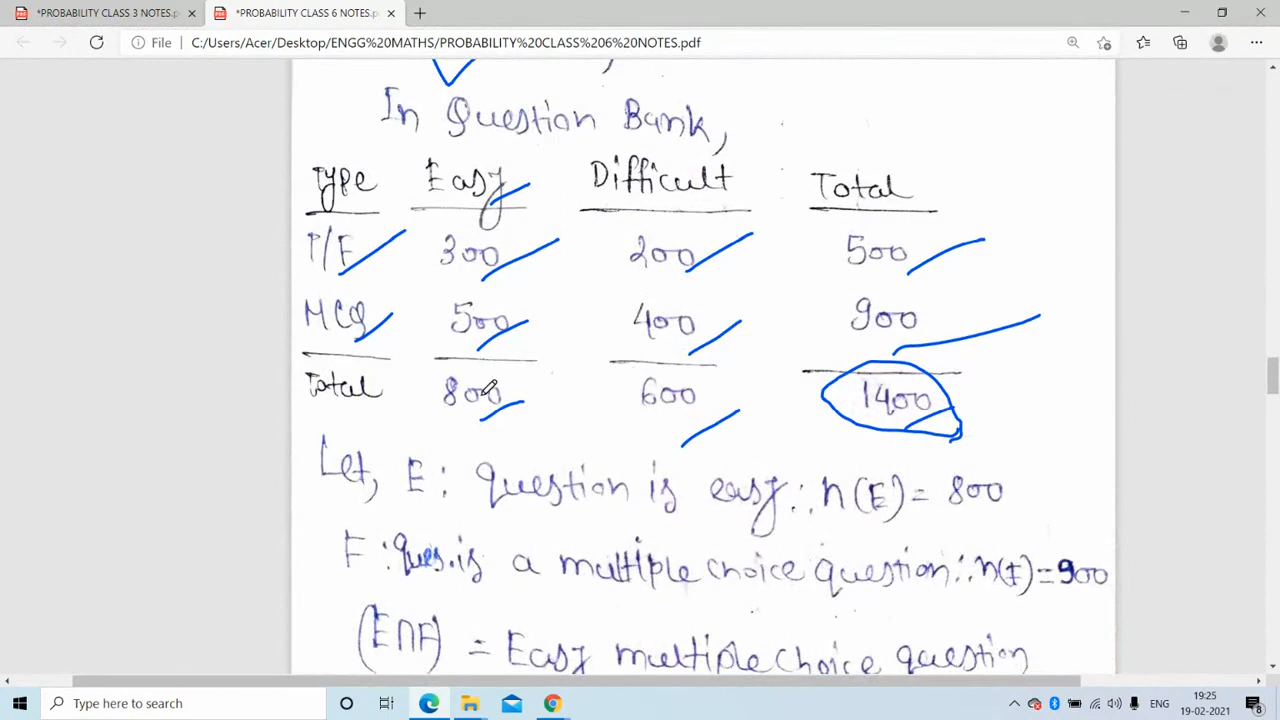 *PROBABILITY CLASS 3 NOTES.p
*PROBABILITY CLASS 6 NOTES.p
File
C:/Users/Acer/Desktop/ENGG%20MATHS/PROBABILITY%20CLASS%206%20NOTES.pdf
In Question Bank,
Type Easy Difficult Total
T/F 300 200 500
MCQ 500 400 900
Total 800 600 1400
Let, E: question is easy ∴ n(E) = 800
F: ques. is a multiple choice question ∴ n(F) = 900
(E∩F) = Easy multiple choice question
Type here to search
ENG
19:25
19-02-2021
8